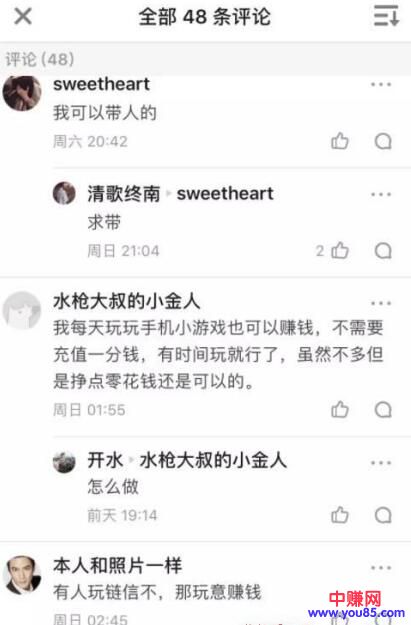 全部 48 条评论
评论 (48)
sweetheart
我可以带人的
周六 20:42
清歌终南 ▸ sweetheart
求带
周日 21:04
2
水枪大叔的小金人
我每天玩玩手机小游戏也可以赚钱，不需要
充值一分钱，有时间玩就行了，虽然不多但
是挣点零花钱还是可以的。
周日 01:55
开水 ▸ 水枪大叔的小金人
怎么做
前天 19:14
本人和照片一样
有人玩链信不，那玩意赚钱
周日 02:45
中赚网
www.you85.com